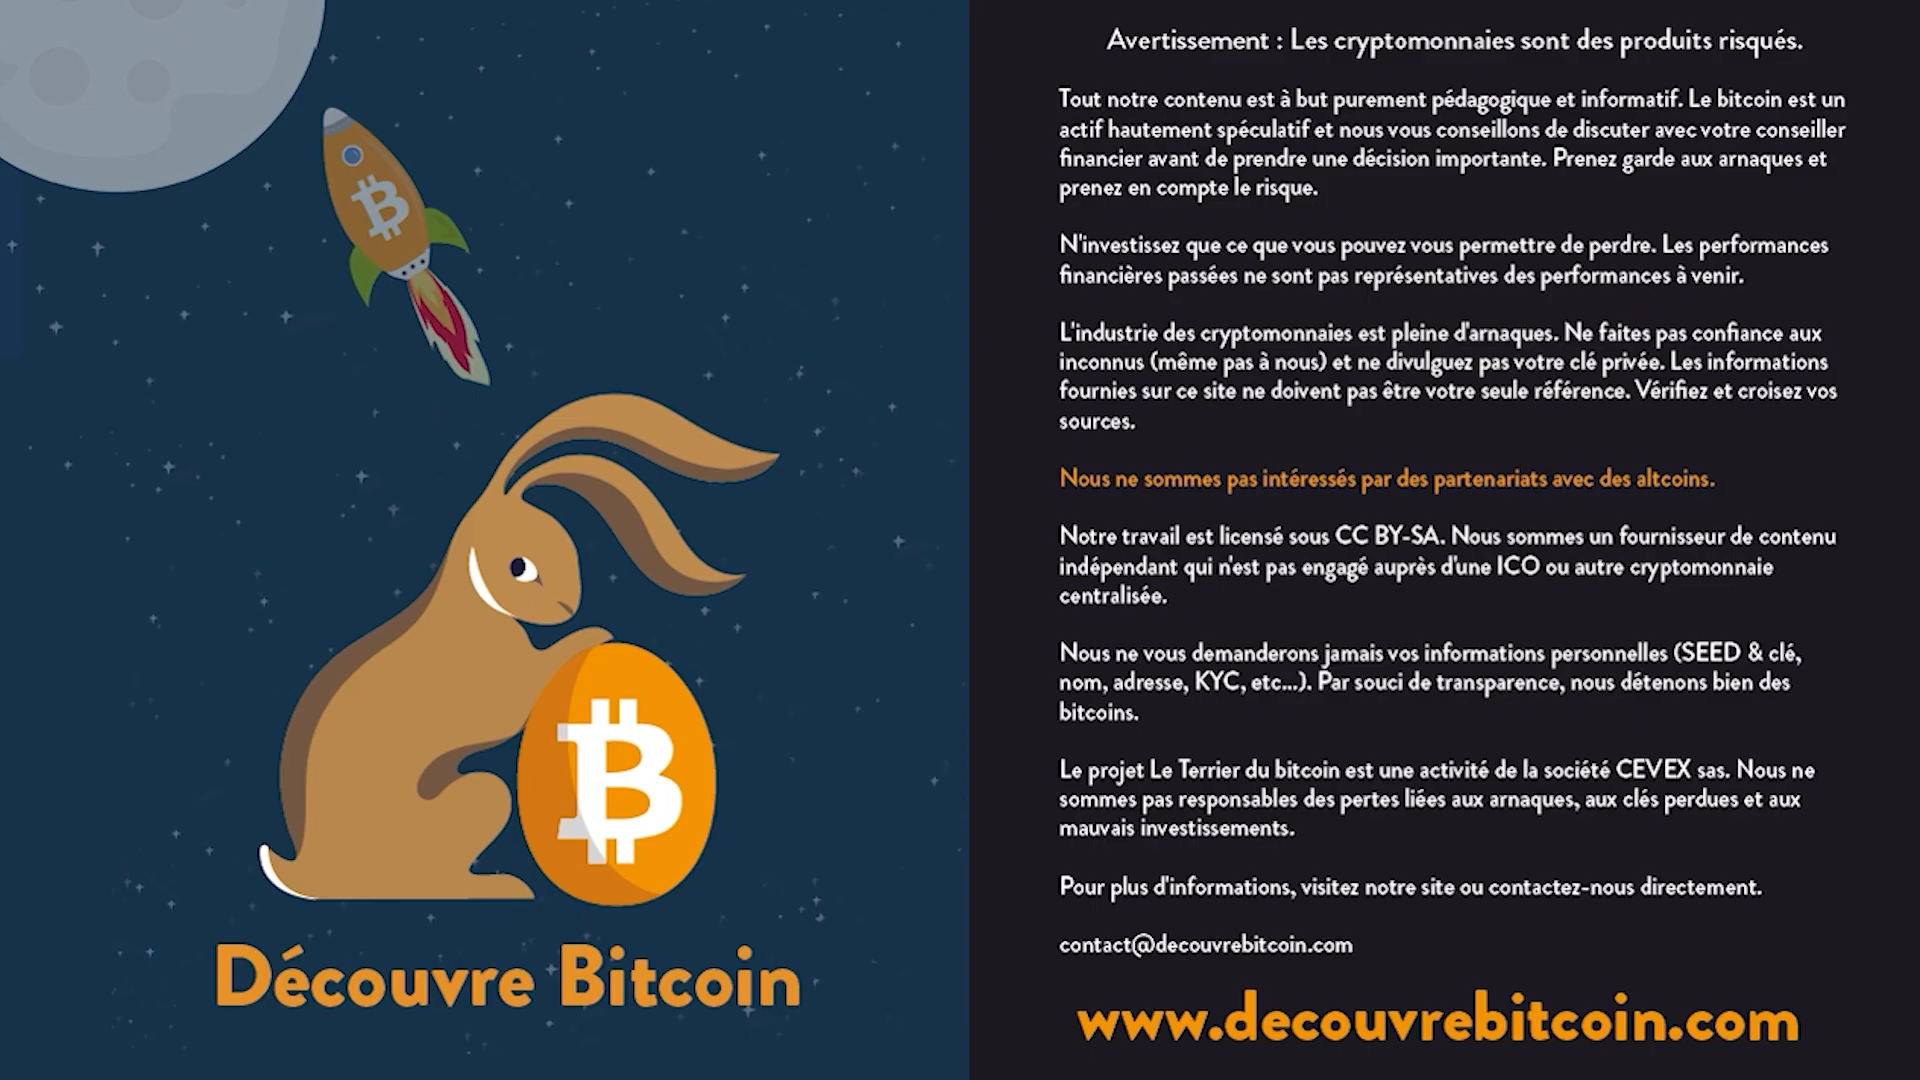 Découvre Bitcoin
Avertissement : Les cryptomonnaies sont des produits risqués.
Tout notre contenu est à but purement pédagogique et informatif. Le bitcoin est un
actif hautement spéculatif et nous vous conseillons de discuter avec votre conseiller
financier avant de prendre une décision importante. Prenez garde aux arnaques et
prenez en compte le risque.
N'investissez que ce que vous pouvez vous permettre de perdre. Les performances
financières passées ne sont pas représentatives des performances à venir.
L'industrie des cryptomonnaies est pleine d'arnaques. Ne faites pas confiance aux
inconnus (même pas à nous) et ne divulguez pas votre clé privée. Les informations
fournies sur ce site ne doivent pas être votre seule référence. Vérifiez et croisez vos
sources.
Nous ne sommes pas intéressés par des partenariats avec des altcoins.
Notre travail est licensé sous CC BY-SA. Nous sommes un fournisseur de contenu
indépendant qui n'est pas engagé auprès d'une ICO ou autre cryptomonnaie
centralisée.
Nous ne vous demanderons jamais vos informations personnelles (SEED & clé,
nom, adresse, KYC, etc...). Par souci de transparence, nous détenons bien des
bitcoins.
Le projet Le Terrier du bitcoin est une activité de la société CEVEX sas. Nous ne
sommes pas responsables des pertes liées aux arnaques, aux clés perdues et aux
mauvais investissements.
Pour plus d'informations, visitez notre site ou contactez-nous directement.
contact@decouvrebitcoin.com
www.decouvrebitcoin.com